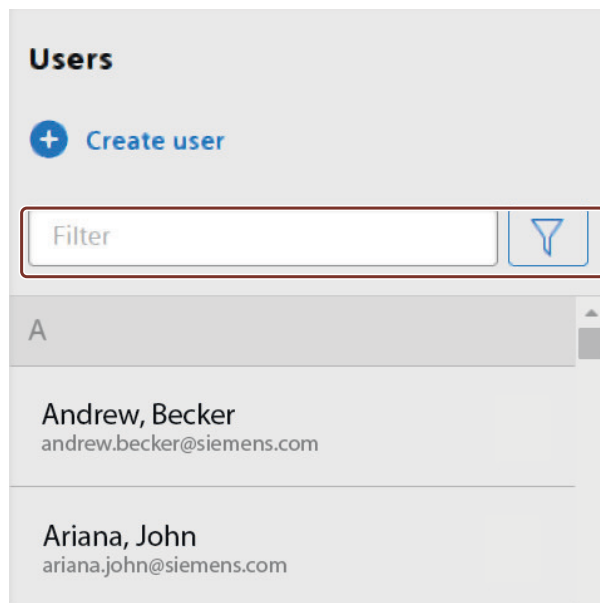 Users
Create user
Filter
A
Andrew, Becker
andrew.becker@siemens.com
Ariana, John
ariana.john@siemens.com